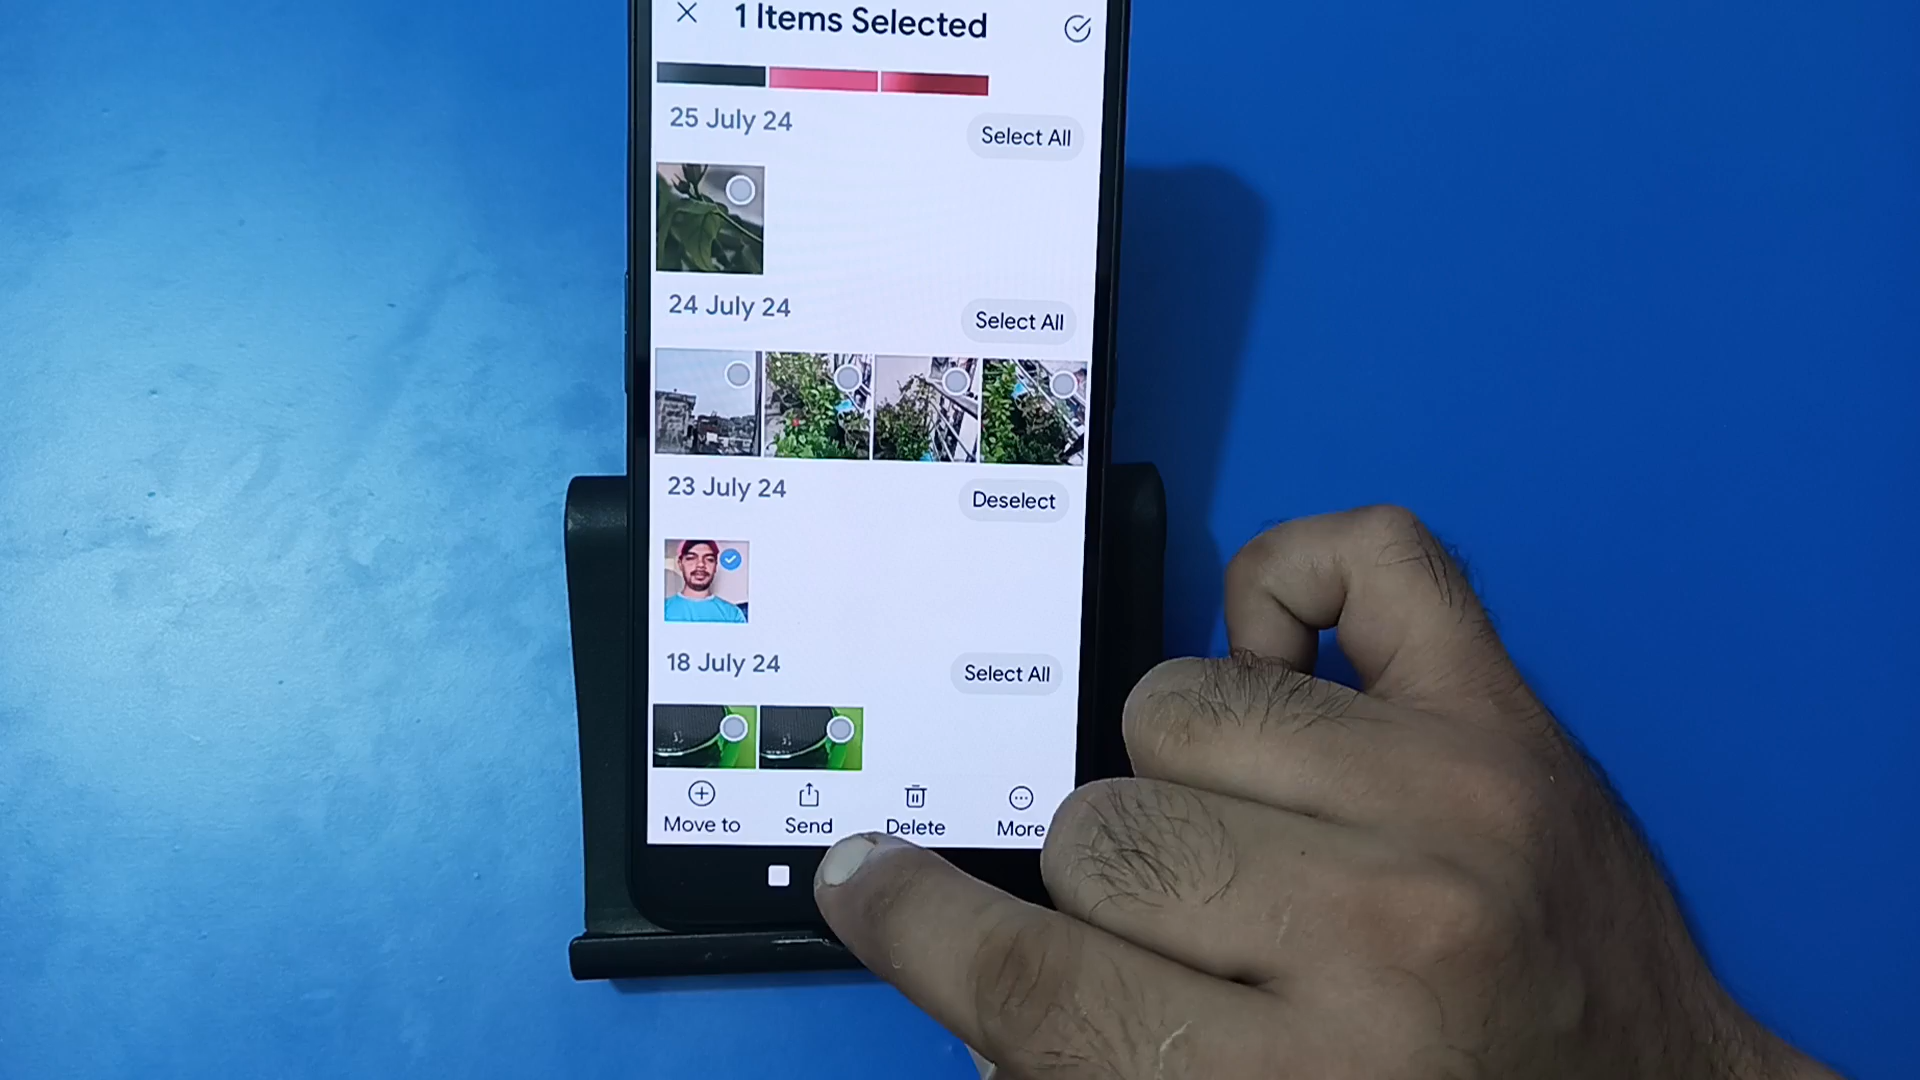 1 Items Selected
25 July 24
Select All
24 July 24
Select All
23 July 24
Deselect
18 July 24
Select All
Move to
Send
Delete
More